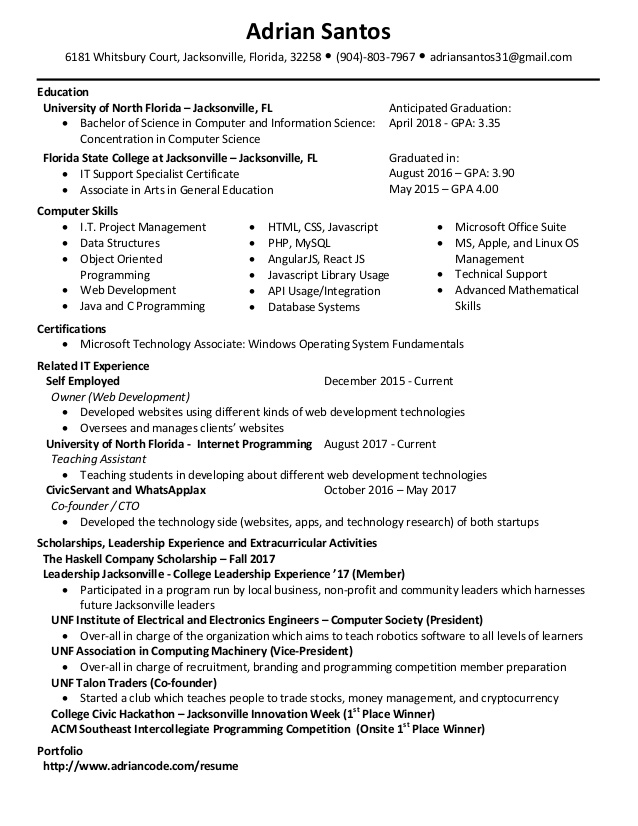 Adrian Santos
6181 Whitsbury Court, Jacksonville, Florida, 32258 • (904)-803-7967 • adriansantos31@gmail.com
Education
University of North Florida – Jacksonville, FL Anticipated Graduation:
• Bachelor of Science in Computer and Information Science: April 2018 - GPA: 3.35
Concentration in Computer Science
Florida State College at Jacksonville – Jacksonville, FL Graduated in:
• IT Support Specialist Certificate August 2016 – GPA: 3.90
• Associate in Arts in General Education May 2015 – GPA 4.00
Computer Skills
• I.T. Project Management
• Data Structures
• Object Oriented
Programming
• Web Development
• Java and C Programming
• HTML, CSS, Javascript
• PHP, MySQL
• AngularJS, React JS
• Javascript Library Usage
• API Usage/Integration
• Database Systems
• Microsoft Office Suite
• MS, Apple, and Linux OS
Management
• Technical Support
• Advanced Mathematical
Skills
Certifications
• Microsoft Technology Associate: Windows Operating System Fundamentals
Related IT Experience
Self Employed December 2015 - Current
Owner (Web Development)
• Developed websites using different kinds of web development technologies
• Oversees and manages clients’ websites
University of North Florida - Internet Programming August 2017 - Current
Teaching Assistant
• Teaching students in developing about different web development technologies
CivicServant and WhatsAppJax October 2016 – May 2017
Co-founder / CTO
• Developed the technology side (websites, apps, and technology research) of both startups
Scholarships, Leadership Experience and Extracurricular Activities
The Haskell Company Scholarship – Fall 2017
Leadership Jacksonville - College Leadership Experience ’17 (Member)
• Participated in a program run by local business, non-profit and community leaders which harnesses
future Jacksonville leaders
UNF Institute of Electrical and Electronics Engineers – Computer Society (President)
• Over-all in charge of the organization which aims to teach robotics software to all levels of learners
UNF Association in Computing Machinery (Vice-President)
• Over-all in charge of recruitment, branding and programming competition member preparation
UNF Talon Traders (Co-founder)
• Started a club which teaches people to trade stocks, money management, and cryptocurrency
College Civic Hackathon – Jacksonville Innovation Week (1st Place Winner)
ACM Southeast Intercollegiate Programming Competition (Onsite 1st Place Winner)
Portfolio
http://www.adriancode.com/resume